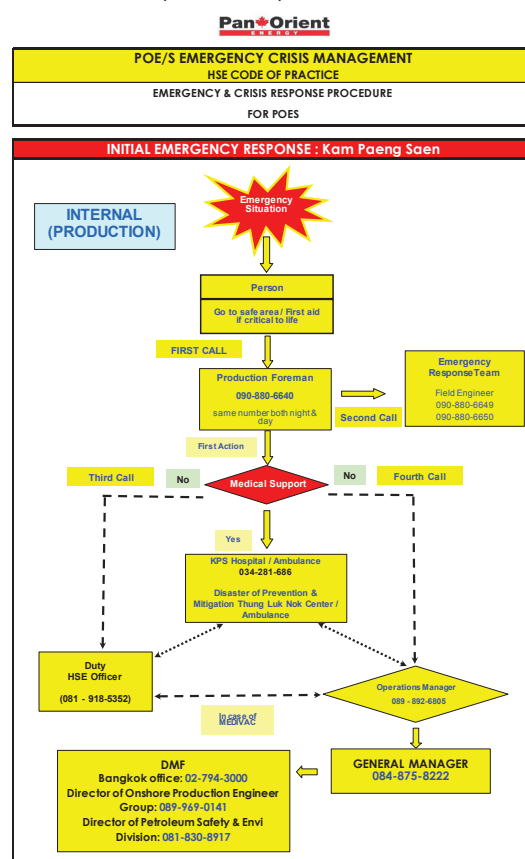 Pan Orient
ENERGY
POE/S EMERGENCY CRISIS MANAGEMENT
HSE CODE OF PRACTICE
EMERGENCY & CRISIS RESPONSE PROCEDURE
FOR POES
INITIAL EMERGENCY RESPONSE : Kam Paeng Saen
Emergency
Situation
INTERNAL
(PRODUCTION)
Person
Go to safe area / First aid
if critical to life
FIRST CALL
Production Foreman
090-880-6640
same number both night &
day
Second Call
Emergency
Response Team
Field Engineer
090-880-6649
090-880-6650
First Action
Third Call
No
Medical Support
No
Fourth Call
Yes
KPS Hospital / Ambulance
034-281-686
Disaster of Prevention &
Mitigation Thung Luk Nok Center /
Ambulance
Duty
HSE Officer
(081 - 918-5352)
Operations Manager
089 - 892-6805
In case of
MEDIVAC
GENERAL MANAGER
084-875-8222
DMF
Bangkok office: 02-794-3000
Director of Onshore Production Engineer
Group: 089-969-0141
Director of Petroleum Safety & Envi
Division: 081-830-8917